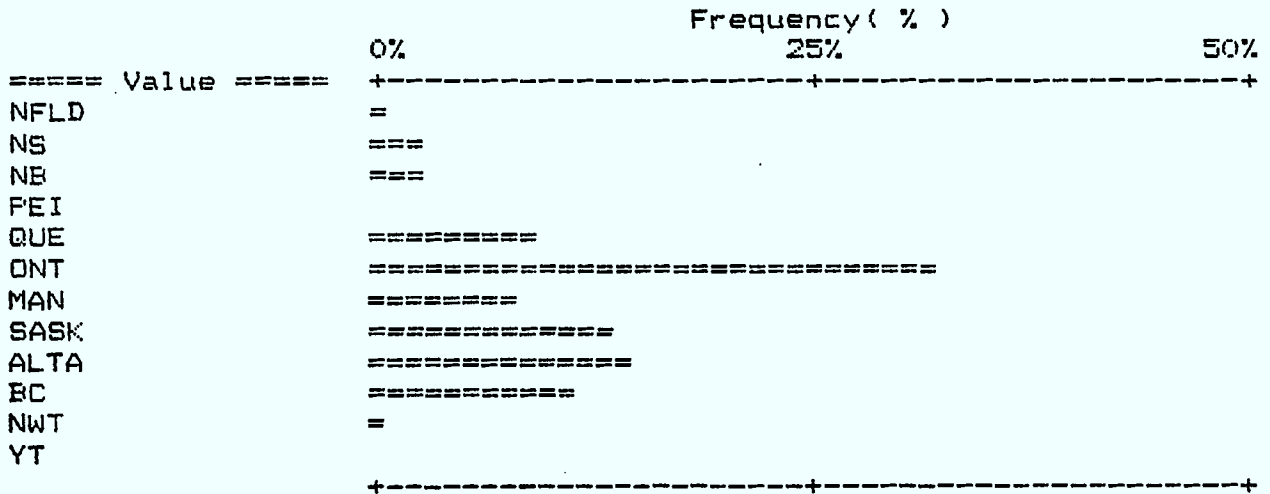 Frequency( % )
0% 25% 50%
===== Value ===== +----------------------+----------------------+
NFLD =
NS ===
NB ===
PEI
QUE =========
ONT ==============================
MAN ========
SASK =============
ALTA ==============
BC ===========
NWT =
YT
+----------------------+----------------------+